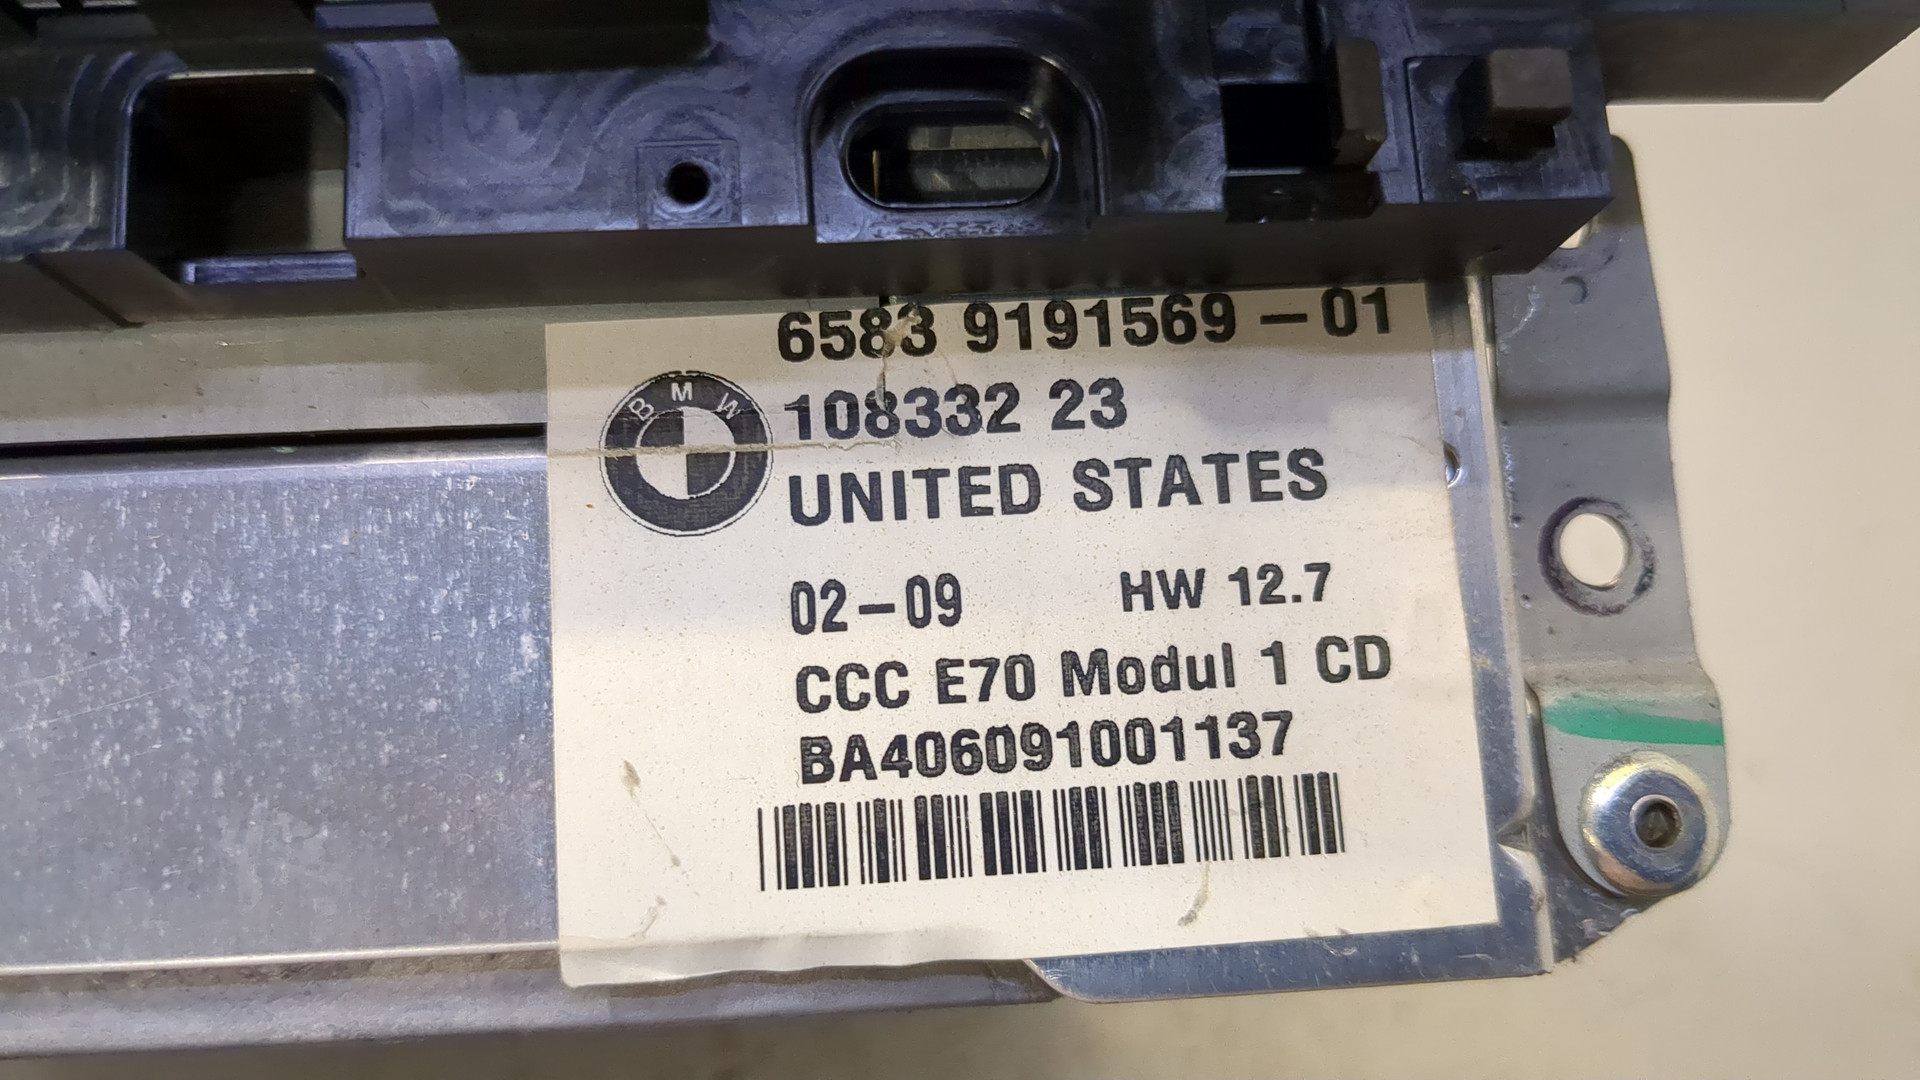 6583 9191569-01
BMW
108332 23
UNITED STATES
02-09 HW 12.7
CCC E70 Modul 1 CD
BA406091001137